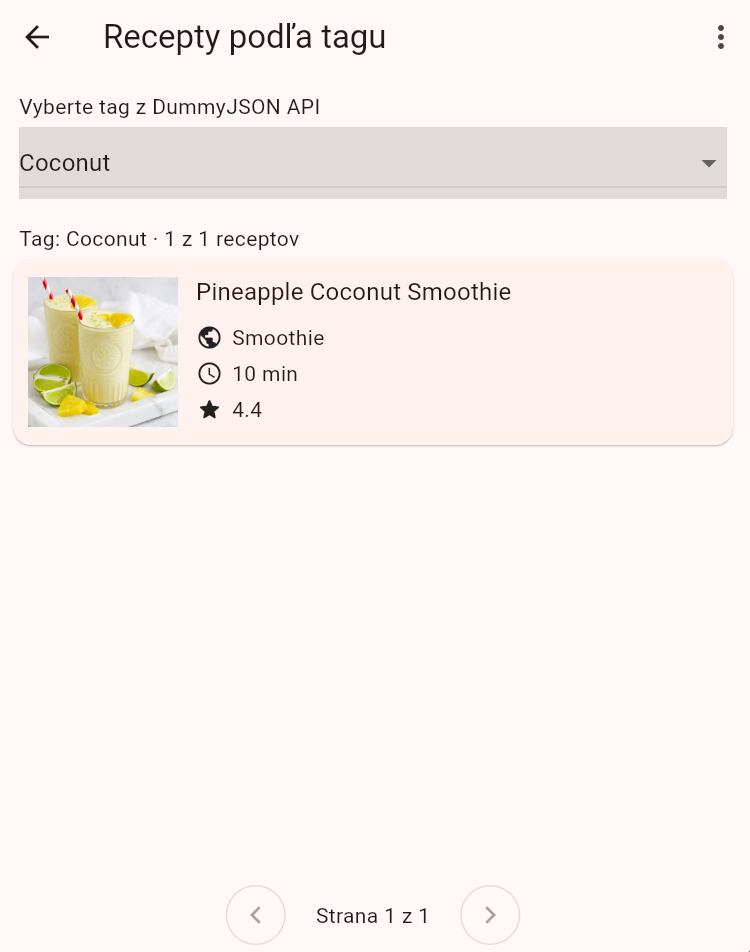 Recepty podľa tagu
Vyberte tag z DummyJSON API
Coconut
Tag: Coconut · 1 z 1 receptov
Pineapple Coconut Smoothie
Smoothie
10 min
4.4
Strana 1 z 1